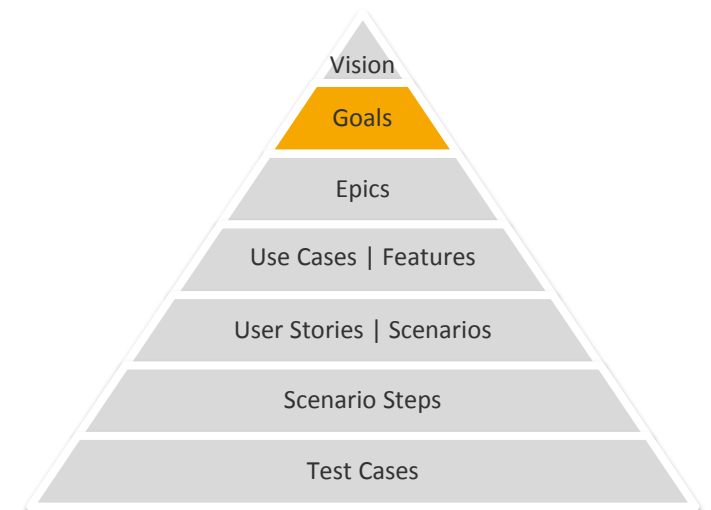 Vision
Goals
Epics
Use Cases | Features
User Stories | Scenarios
Scenario Steps
Test Cases